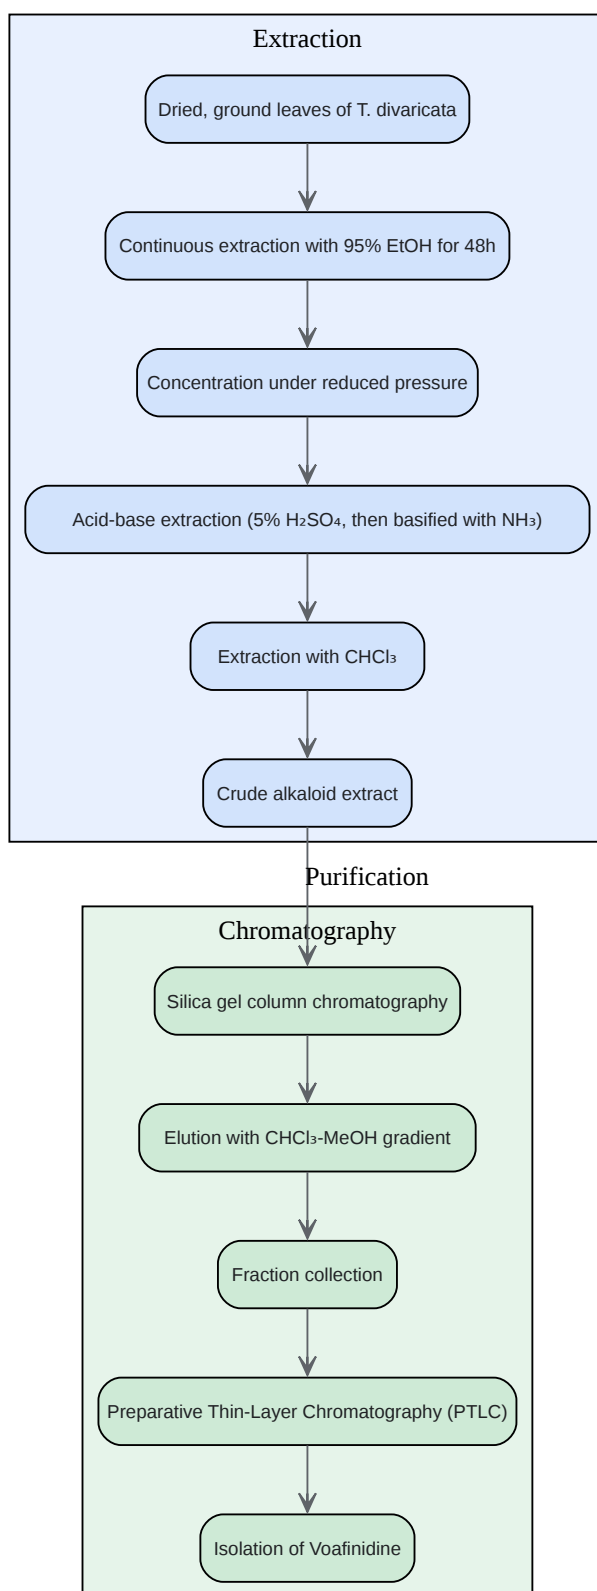 Extraction
Dried, ground leaves of T. divaricata
Continuous extraction with 95% EtOH for 48h
Concentration under reduced pressure
Acid-base extraction (5% H₂SO₄, then basified with NH₃)
Extraction with CHCl₃
Crude alkaloid extract
Purification
Chromatography
Silica gel column chromatography
Elution with CHCl₃-MeOH gradient
Fraction collection
Preparative Thin-Layer Chromatography (PTLC)
Isolation of Voafinidine